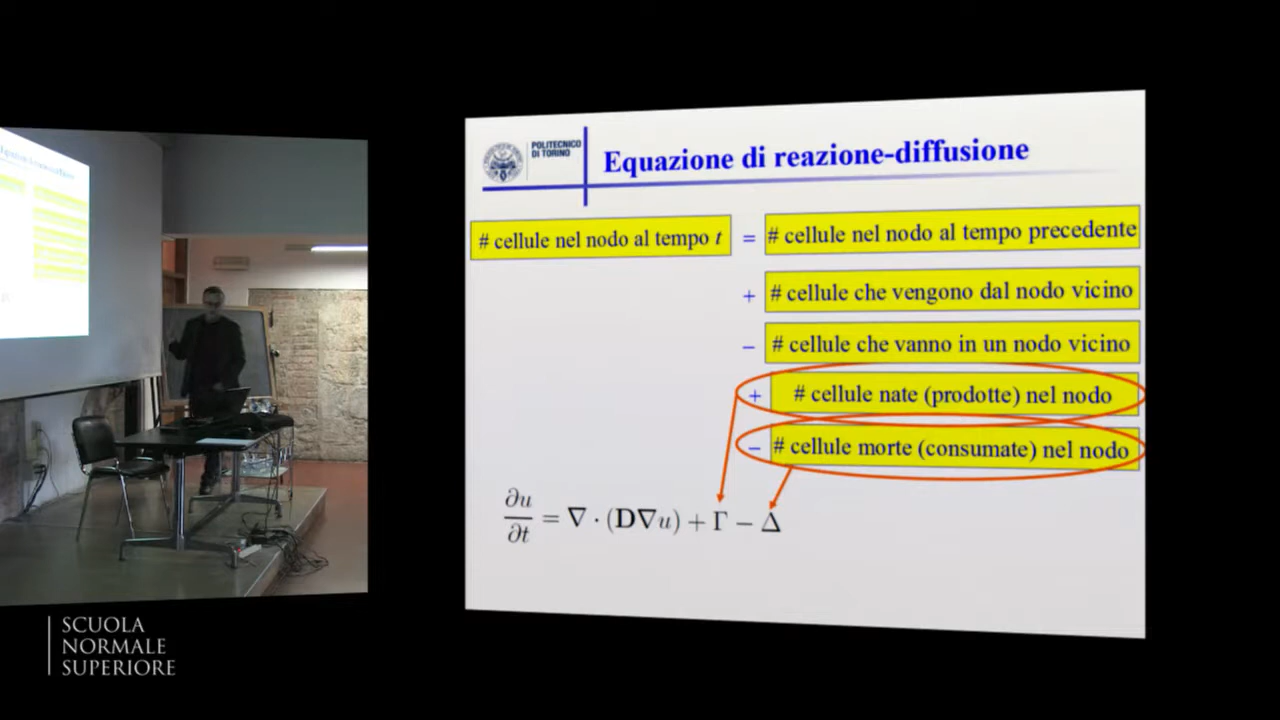 POLITECNICO
DI TORINO
Equazione di reazione-diffusione
# cellule nel nodo al tempo t = # cellule nel nodo al tempo precedente
+ # cellule che vengono dal nodo vicino
− # cellule che vanno in un nodo vicino
+ # cellule nate (prodotte) nel nodo
− # cellule morte (consumate) nel nodo
∂u/∂t = ∇ · (D∇u) + Γ − Δ
SCUOLA
NORMALE
SUPERIORE